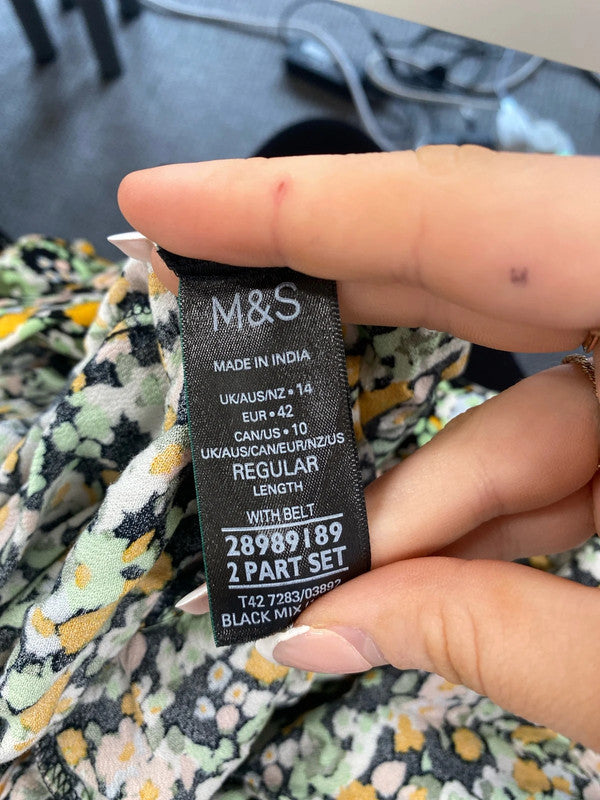 M&S
MADE IN INDIA
UK/AUS/NZ • 14
EUR • 42
CAN/US • 10
UK/AUS/CAN/EUR/NZ/US
REGULAR
LENGTH
WITH BELT
28989189
2 PART SET
T42 7283/03892
BLACK MIX